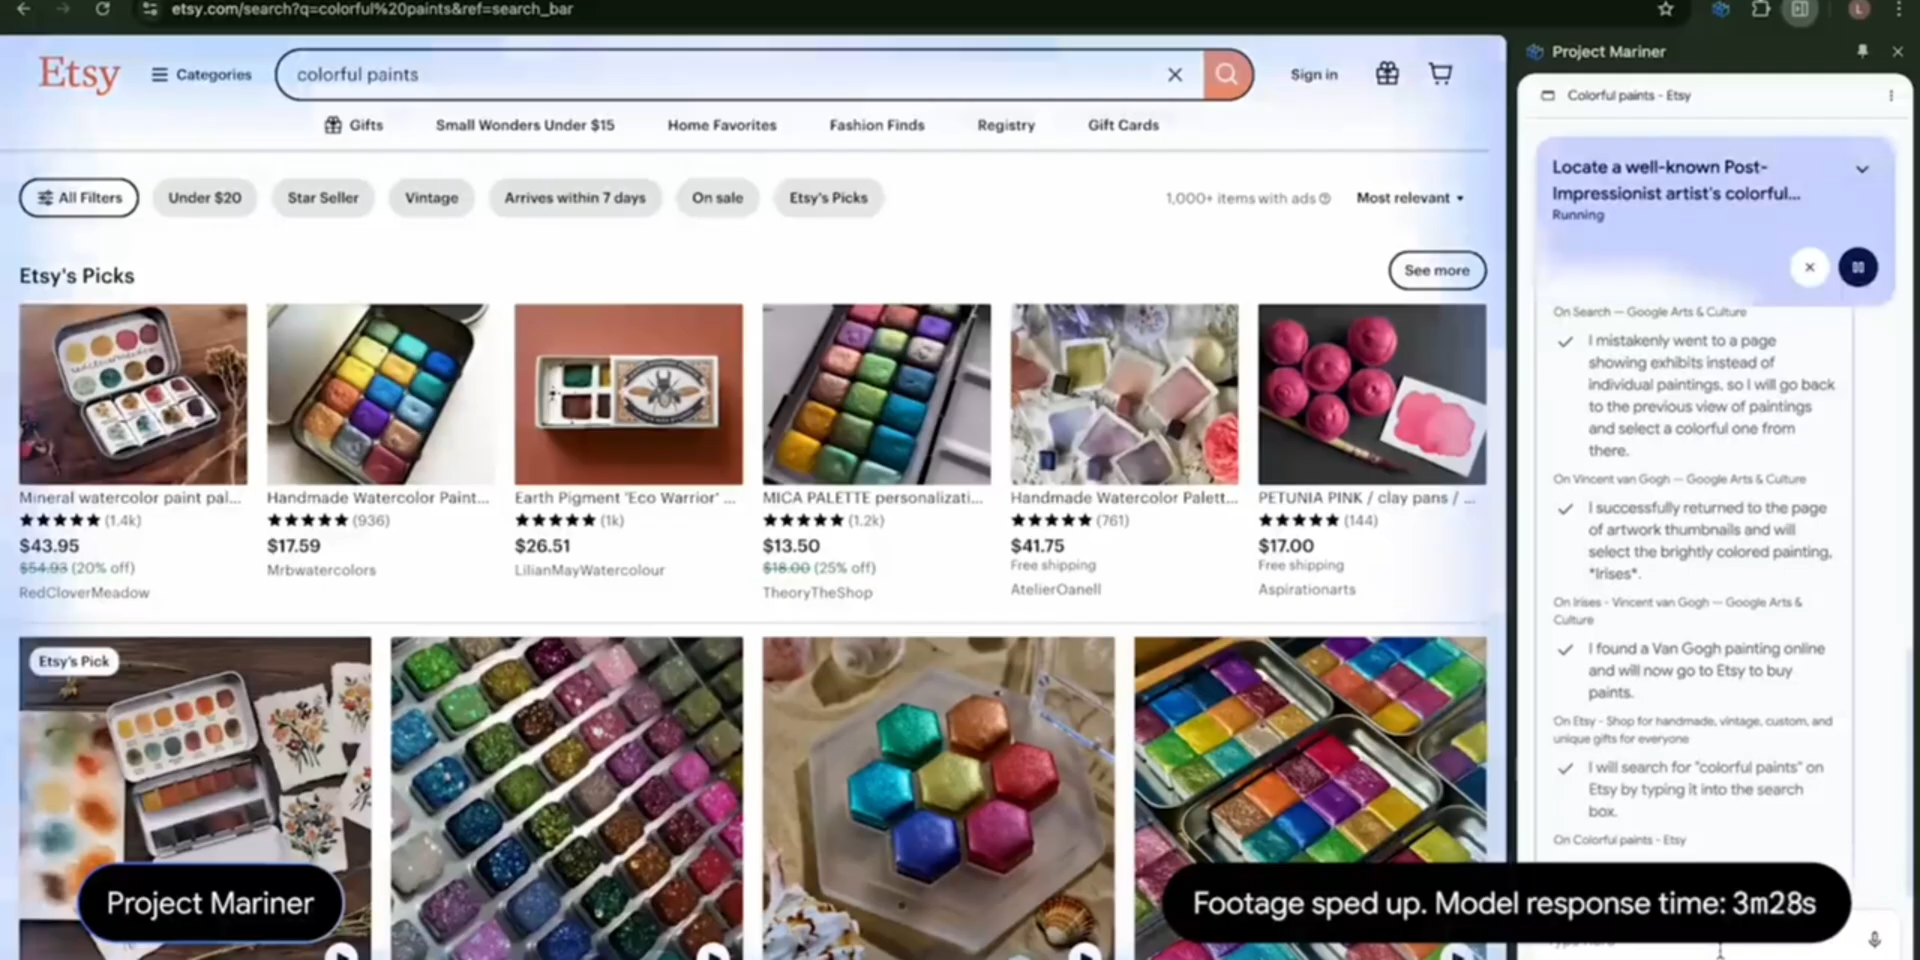 etsy.com/search?q=colorful%20paints&ref=search_bar
L
Etsy
Categories
colorful paints
Sign in
Gifts
Small Wonders Under $15
Home Favorites
Fashion Finds
Registry
Gift Cards
All Filters
Under $20
Star Seller
Vintage
Arrives within 7 days
On sale
Etsy's Picks
1,000+ items with ads
Most relevant
Etsy's Picks
See more
Mineral watercolor paint pal...
(1.4k)
$43.95
$54.93 (20% off)
RedCloverMeadow
Handmade Watercolor Paint...
(936)
$17.59
Mrbwatercolors
Earth Pigment 'Eco Warrior' ...
(1k)
$26.51
LilianMayWatercolour
MICA PALETTE personalizati...
(1.2k)
$13.50
$18.00 (25% off)
TheoryTheShop
Handmade Watercolor Palett...
(761)
$41.75
Free shipping
AtelierOanell
PETUNIA PINK / clay pans / ...
(144)
$17.00
Free shipping
Aspirationarts
Etsy's Pick
Project Mariner
Footage sped up. Model response time: 3m28s
Project Mariner
Colorful paints - Etsy
Locate a well-known Post-
Impressionist artist's colorful...
Running
On Search — Google Arts & Culture
I mistakenly went to a page
showing exhibits instead of
individual paintings, so I will go back
to the previous view of paintings
and select a colorful one from
there.
On Vincent van Gogh — Google Arts & Culture
I successfully returned to the page
of artwork thumbnails and will
select the brightly colored painting,
*Irises*.
On Irises - Vincent van Gogh — Google Arts &
Culture
I found a Van Gogh painting online
and will now go to Etsy to buy
paints.
On Etsy - Shop for handmade, vintage, custom, and
unique gifts for everyone
I will search for "colorful paints" on
Etsy by typing it into the search
box.
On Colorful paints - Etsy